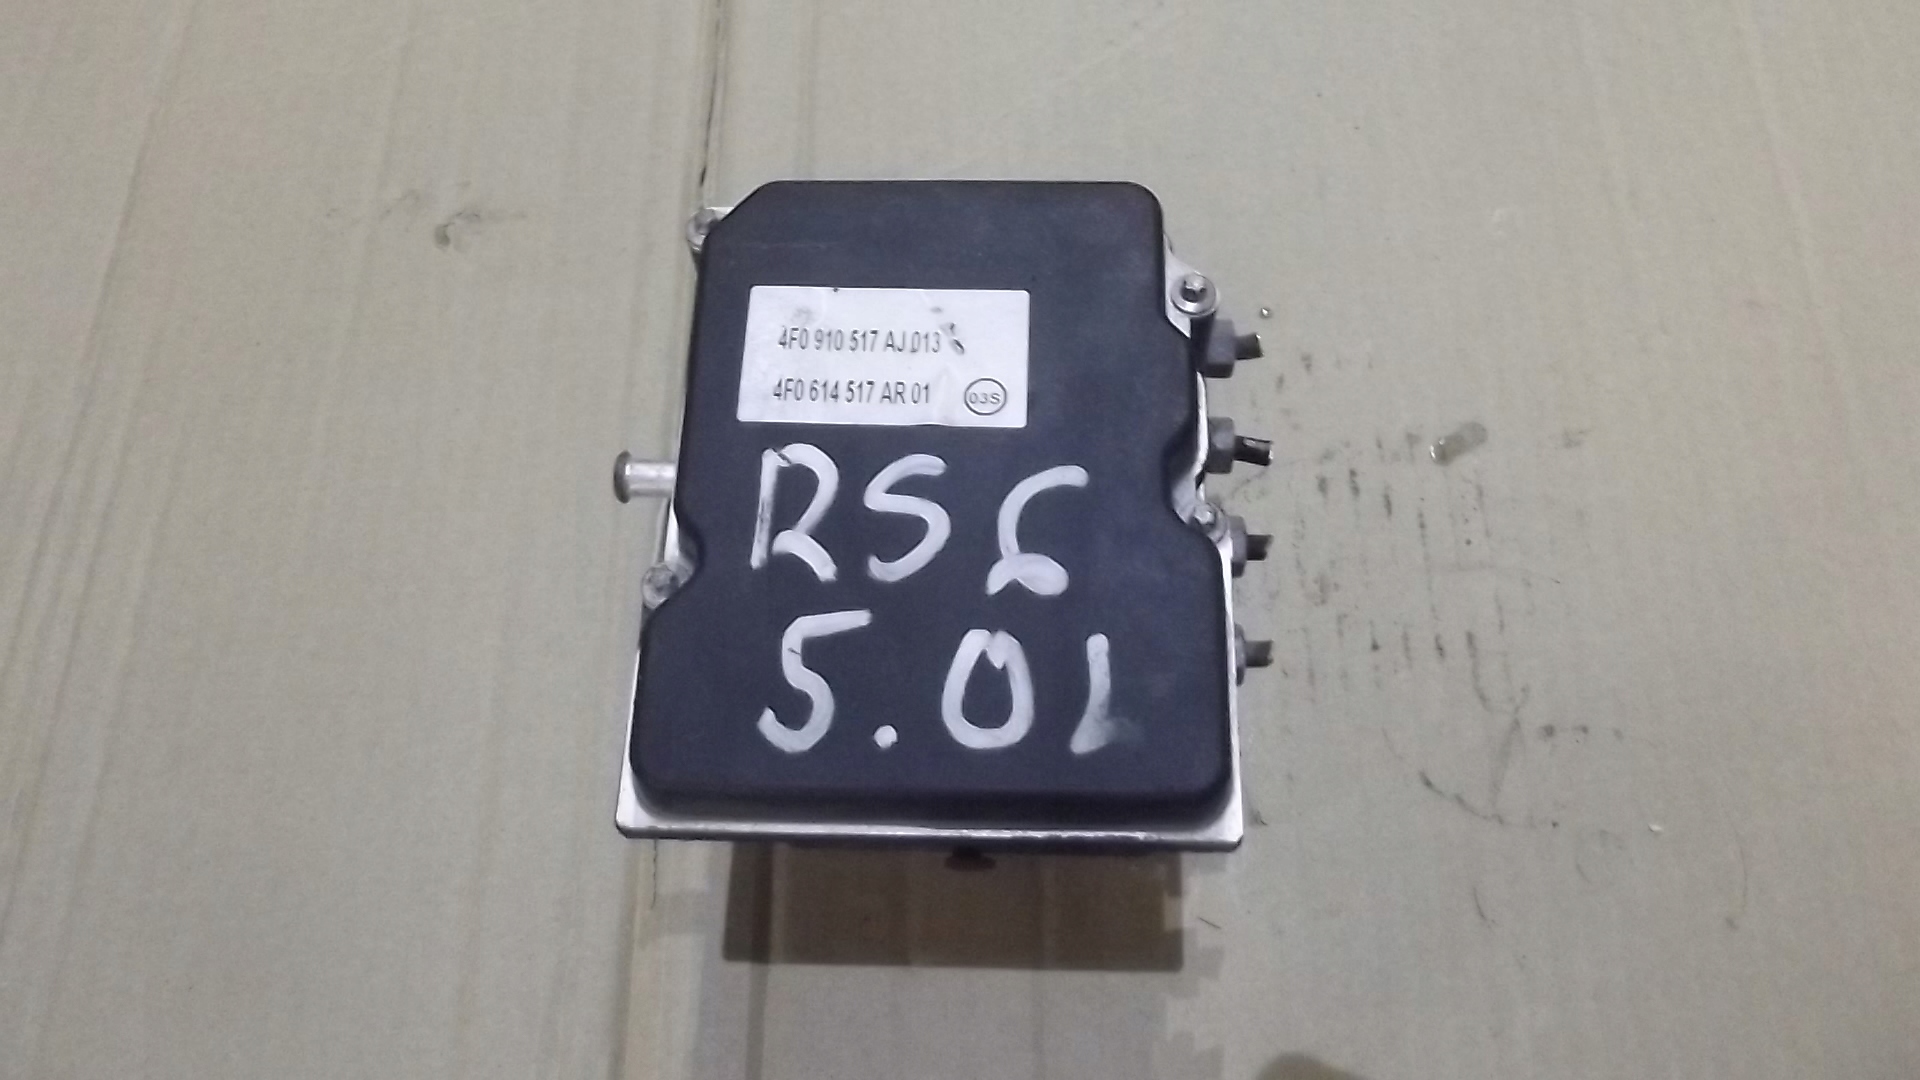 4F0 910 517 AJ 013
4F0 614 517 AR 01 03S
RS6
5.0L